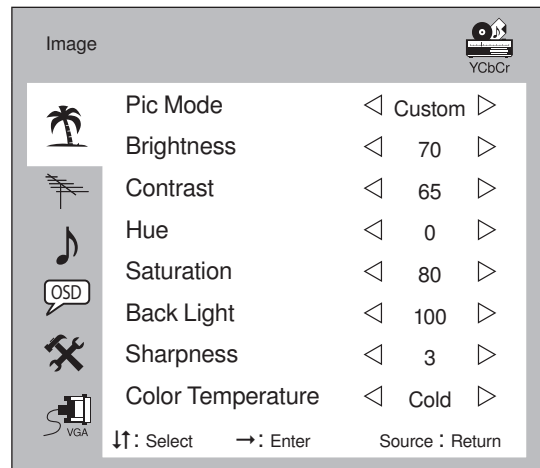 Image
YCbCr
Pic Mode Custom
Brightness 70
Contrast 65
Hue 0
Saturation 80
OSD
Back Light 100
Sharpness 3
Color Temperature Cold
VGA
↓↑: Select →: Enter Source : Return